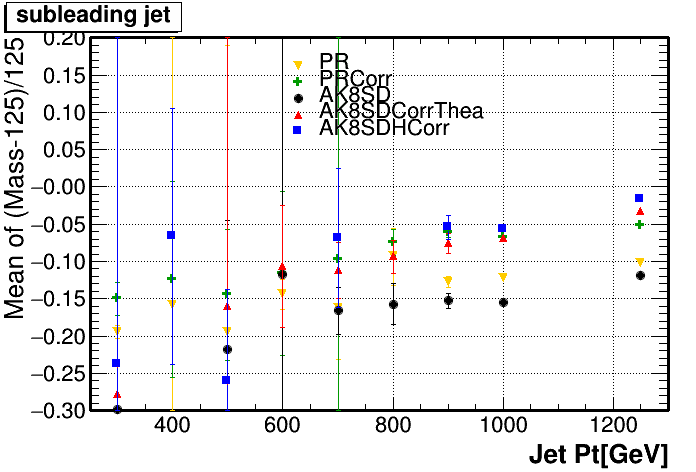 subleading jet
Mean of (Mass-125)/125
0.20
0.15
0.10
0.05
−0.00
−0.05
−0.10
−0.15
−0.20
−0.25
−0.30
PR
PRCorr
AK8SD
AK8SDCorrThea
AK8SDHCorr
400 600 800 1000 1200
Jet Pt[GeV]